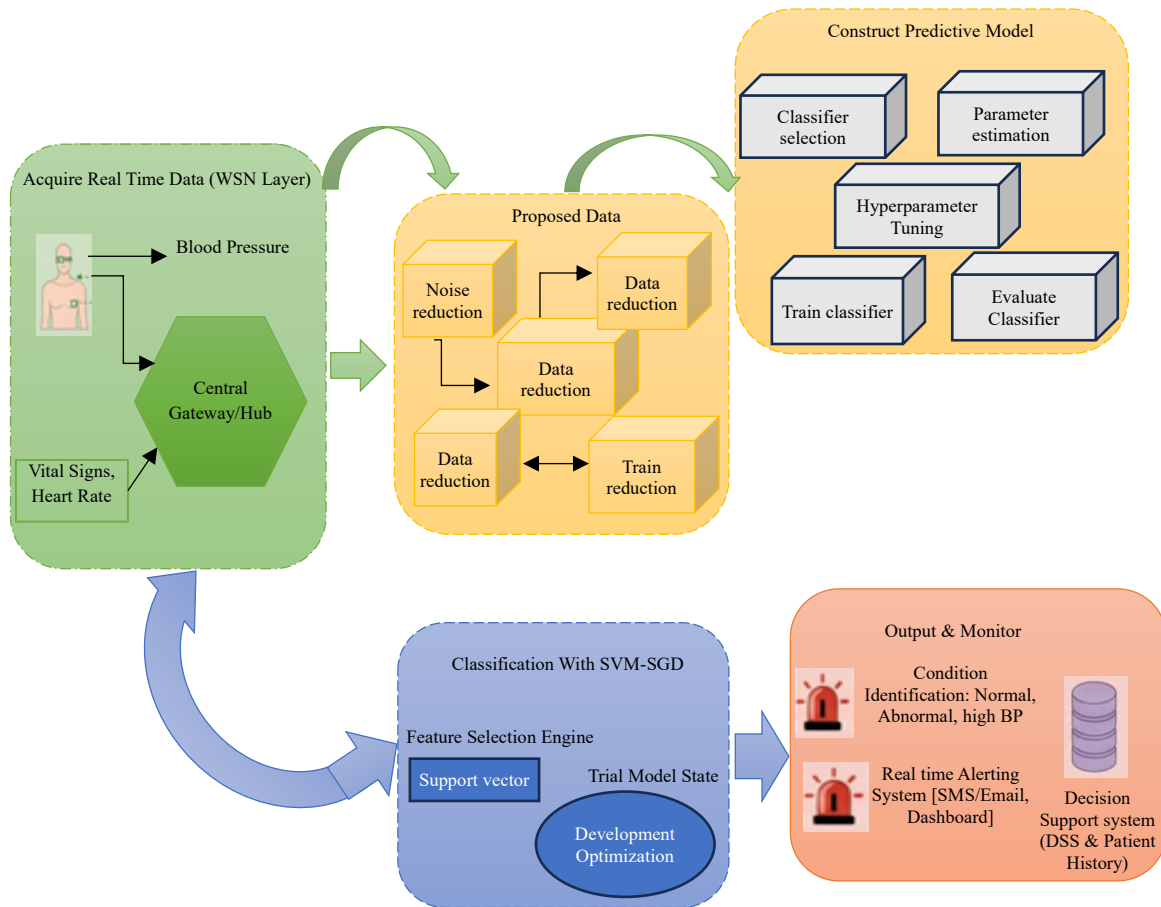 Construct Predictive Model
Classifier
selection
Parameter
estimation
Hyperparameter
Tuning
Train classifier
Evaluate
Classifier
Acquire Real Time Data (WSN Layer)
Blood Pressure
Central
Gateway/Hub
Vital Signs,
Heart Rate
Proposed Data
Noise
reduction
Data
reduction
Data
reduction
Data
reduction
Train
reduction
Classification With SVM-SGD
Feature Selection Engine
Support vector
Trial Model State
Development
Optimization
Output & Monitor
Condition
Identification: Normal,
Abnormal, high BP
Real time Alerting
System [SMS/Email,
Dashboard]
Decision
Support system
(DSS & Patient
History)